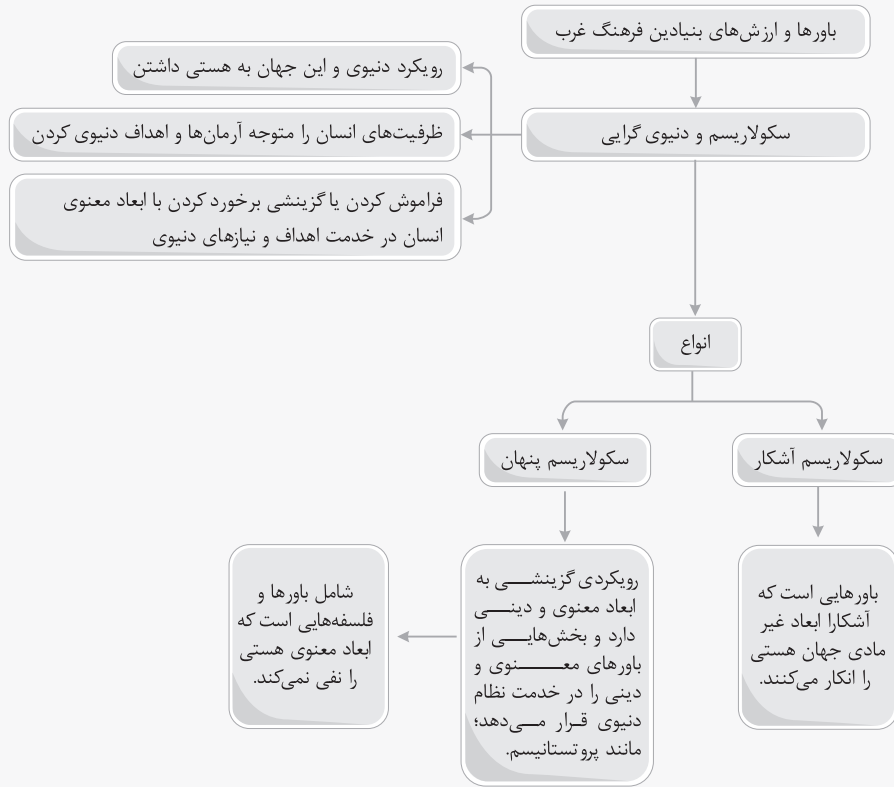 باورها و ارزش‌های بنیادین فرهنگ غرب
سکولاریسم و دنیوی گرایی
رویکرد دنیوی و این جهان به هستی داشتن
ظرفیت‌های انسان را متوجه آرمان‌ها و اهداف دنیوی کردن
فراموش کردن یا گزینشی برخورد کردن با ابعاد معنوی
انسان در خدمت اهداف و نیازهای دنیوی
انواع
سکولاریسم آشکار
سکولاریسم پنهان
باورهایی است که
آشکارا ابعاد غیر
مادی جهان هستی
را انکار می‌کنند.
رویکردی گزینشی به
ابعاد معنوی و دینی
دارد و بخش‌هایی از
باورهای معنوی و
دینی را در خدمت نظام
دنیوی قرار می‌دهد؛
مانند پروتستانیسم.
شامل باورها و
فلسفه‌هایی است که
ابعاد معنوی هستی
را نفی نمی‌کند.